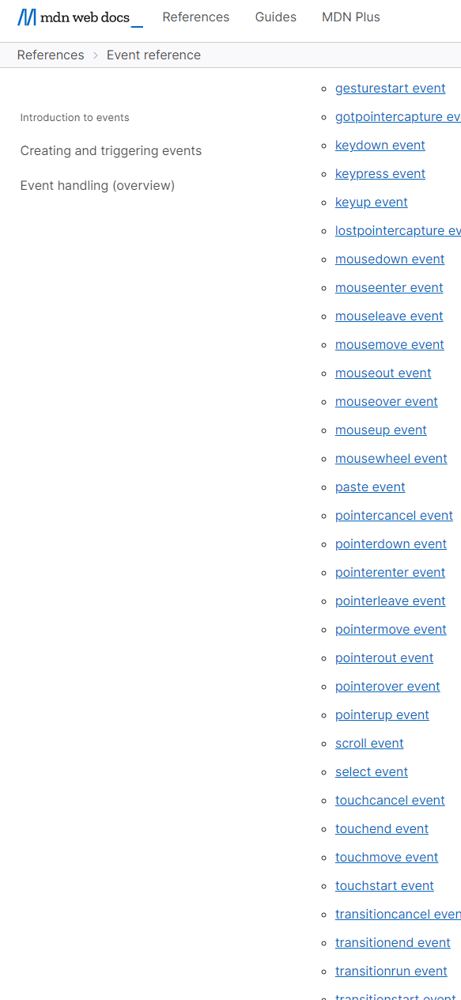 mdn web docs_ References Guides MDN Plus
References > Event reference
gesturestart event
Introduction to events
gotpointercapture ev
keydown event
Creating and triggering events
keypress event
Event handling (overview)
keyup event
lostpointercapture ev
mousedown event
mouseenter event
mouseleave event
mousemove event
mouseout event
mouseover event
mouseup event
mousewheel event
paste event
pointercancel event
pointerdown event
pointerenter event
pointerleave event
pointermove event
pointerout event
pointerover event
pointerup event
scroll event
select event
touchcancel event
touchend event
touchmove event
touchstart event
transitioncancel even
transitionend event
transitionrun event
transitionstart event